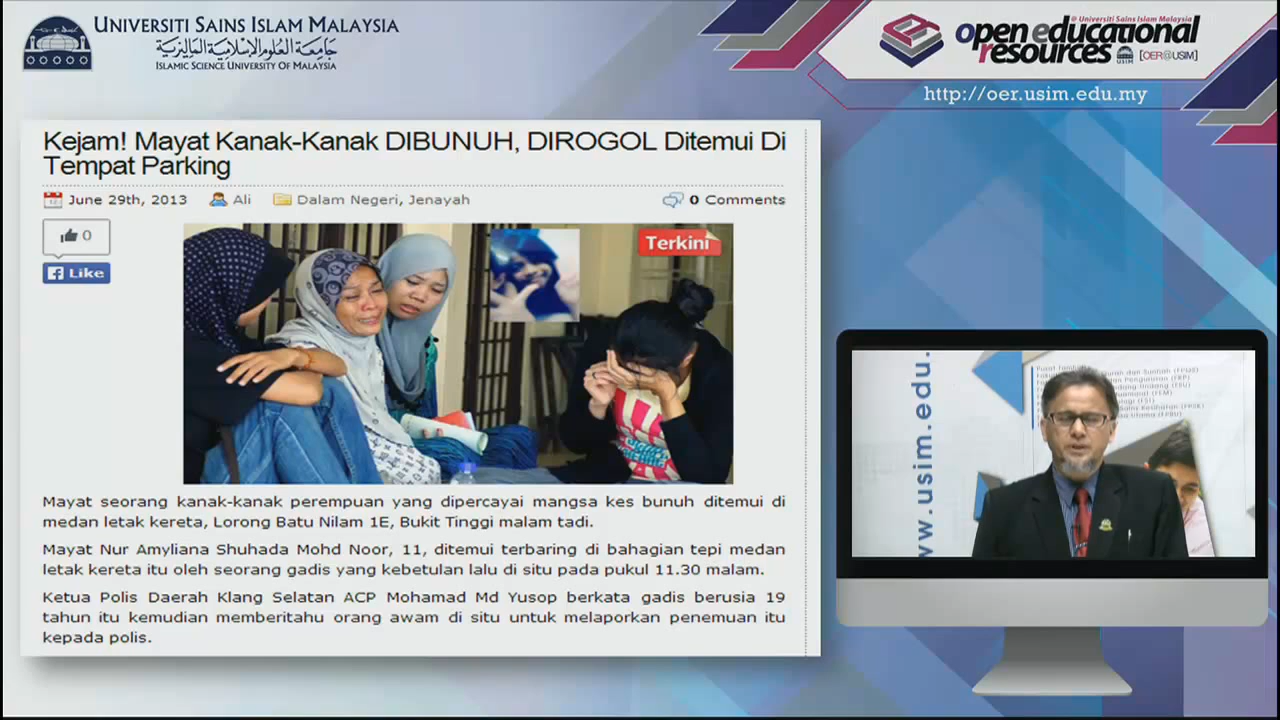 UNIVERSITI SAINS ISLAM MALAYSIA
جامعة العلوم الإسلامية الماليزية
ISLAMIC SCIENCE UNIVERSITY OF MALAYSIA
@ Universiti Sains Islam Malaysia
open educational
resources
USIM
[OER@USIM]
http://oer.usim.edu.my
Kejam! Mayat Kanak-Kanak DIBUNUH, DIROGOL Ditemui Di
Tempat Parking
June 29th, 2013 Ali Dalam Negeri, Jenayah 0 Comments
0
Like
Terkini
Mayat seorang kanak-kanak perempuan yang dipercayai mangsa kes bunuh ditemui di
medan letak kereta, Lorong Batu Nilam 1E, Bukit Tinggi malam tadi.
Mayat Nur Amyliana Shuhada Mohd Noor, 11, ditemui terbaring di bahagian tepi medan
letak kereta itu oleh seorang gadis yang kebetulan lalu di situ pada pukul 11.30 malam.
Ketua Polis Daerah Klang Selatan ACP Mohamad Md Yusop berkata gadis berusia 19
tahun itu kemudian memberitahu orang awam di situ untuk melaporkan penemuan itu
kepada polis.
www.usim.edu.